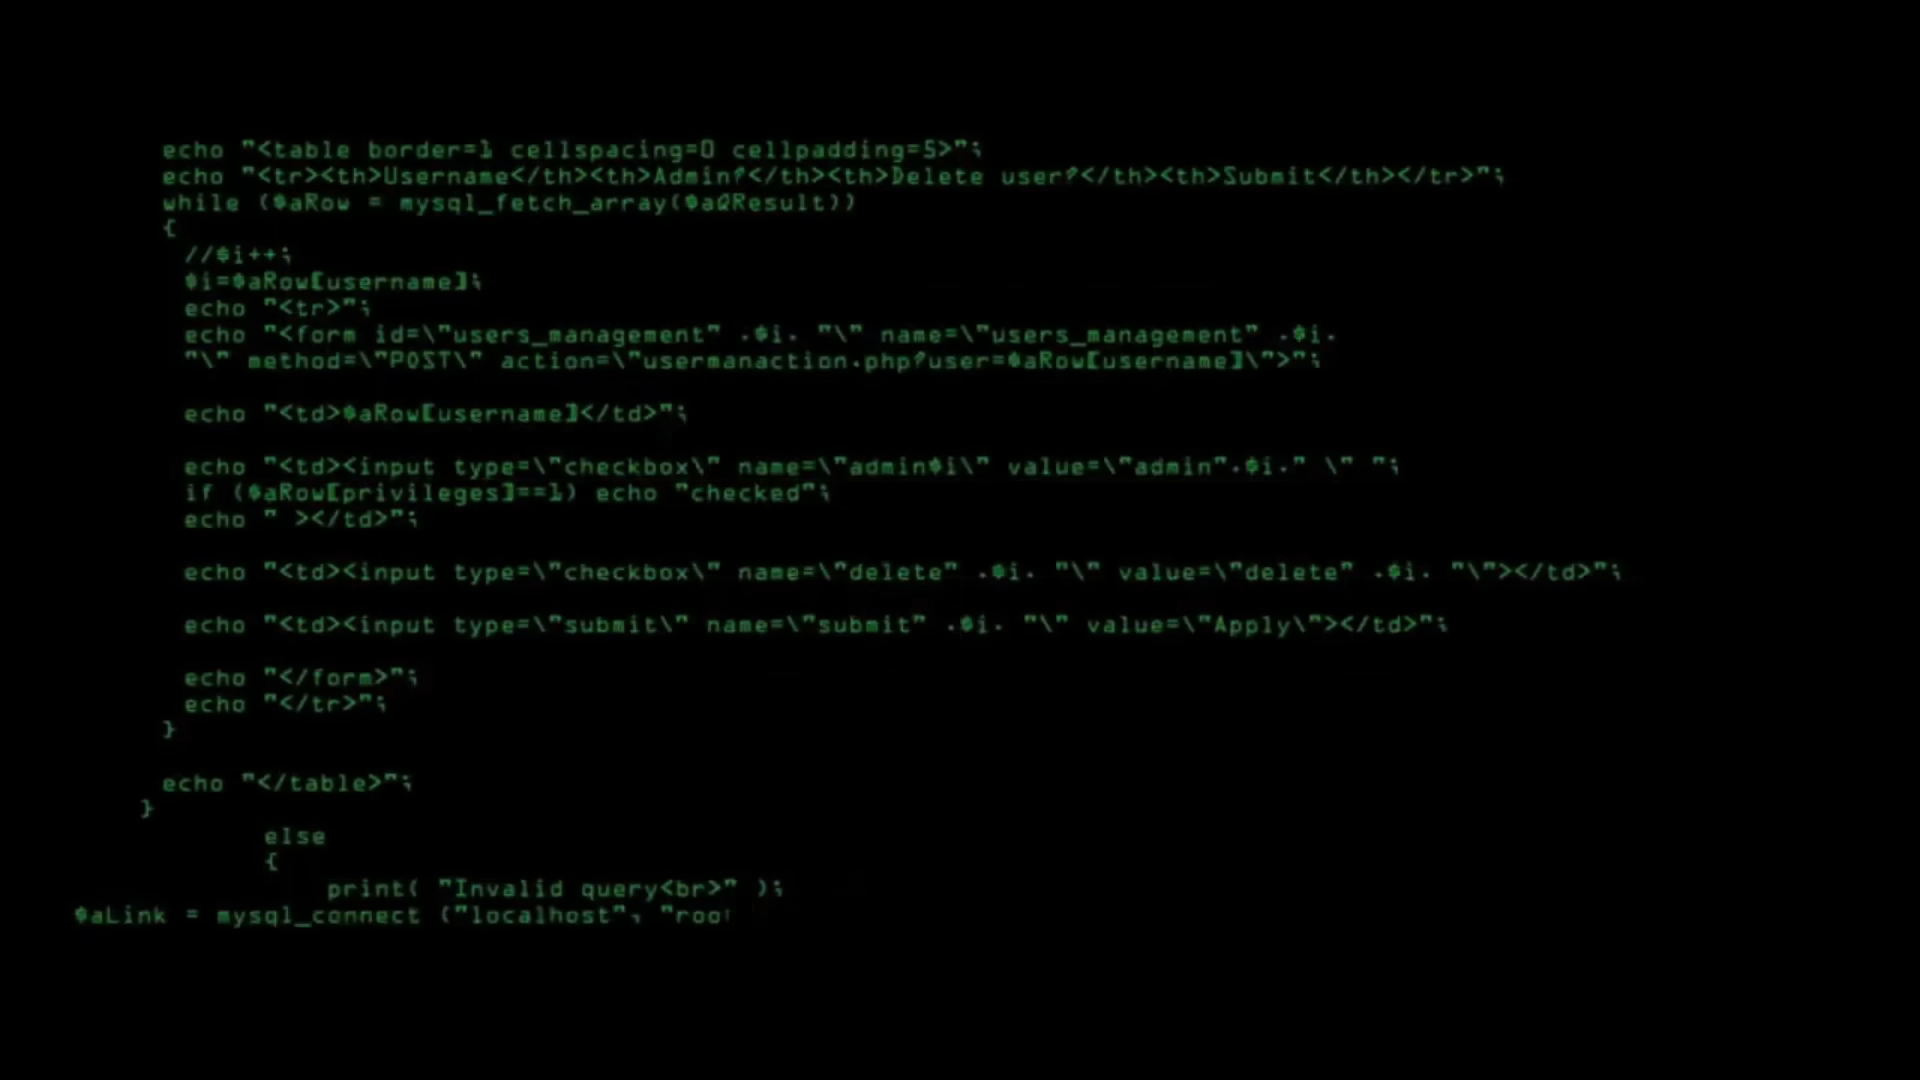 echo "<table border=1 cellspacing=0 cellpadding=5>";
echo "<tr><th>Username</th><th>Admin?</th><th>Delete user?</th><th>Submit</th></tr>";
while ($aRow = mysql_fetch_array($aQResult))
{
//$i++;
$i=$aRow[username];
echo "<tr>";
echo "<form id=\"users_management" .$i. "\" name=\"users_management" .$i.
"\" method=\"POST\" action=\"usermanaction.php?user=$aRow[username]\">";
echo "<td>$aRow[username]</td>";
echo "<td><input type=\"checkbox\" name=\"admin$i\" value=\"admin".$i." \" ";
if ($aRow[privileges]==1) echo "checked";
echo " ></td>";
echo "<td><input type=\"checkbox\" name=\"delete" .$i. "\" value=\"delete" .$i. "\"></td>";
echo "<td><input type=\"submit\" name=\"submit" .$i. "\" value=\"Apply\"></td>";
echo "</form>";
echo "</tr>";
}
echo "</table>";
}
else
{
print( "Invalid query<br>" );
$aLink = mysql_connect ("localhost", "roo